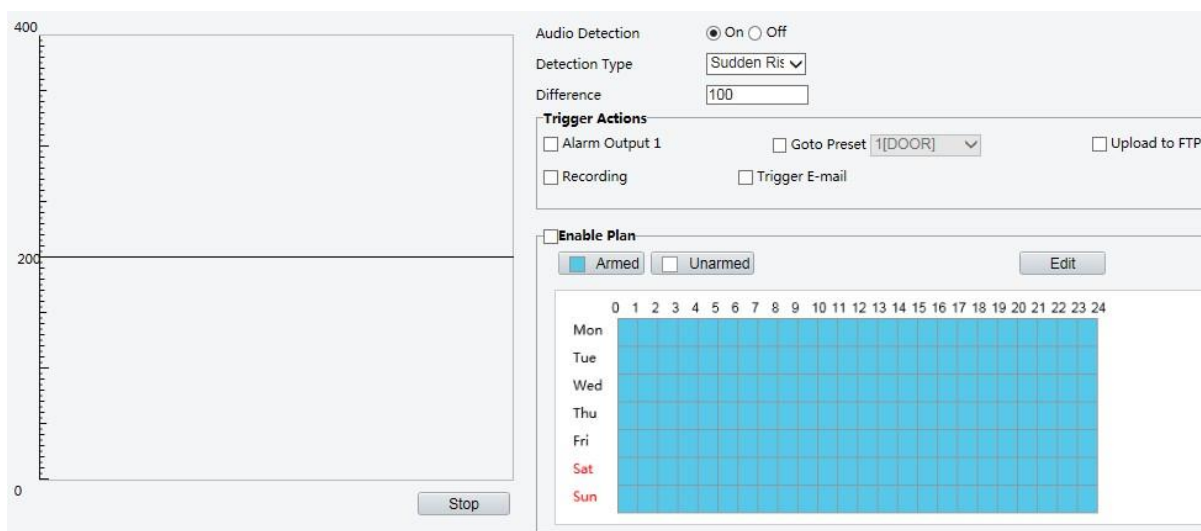 400
200
0
Stop
Audio Detection On Off
Detection Type Sudden Ris
Difference 100
Trigger Actions
Alarm Output 1 Goto Preset 1[DOOR] Upload to FTP
Recording Trigger E-mail
Enable Plan
Armed Unarmed Edit
0 1 2 3 4 5 6 7 8 9 10 11 12 13 14 15 16 17 18 19 20 21 22 23 24
Mon
Tue
Wed
Thu
Fri
Sat
Sun